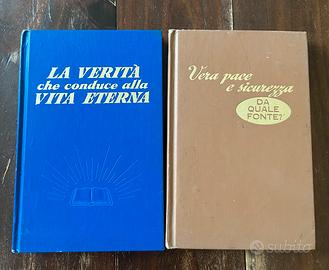 LA VERITÀ
che conduce alla
VITA ETERNA
Vera pace
e sicurezza
DA
QUALE
FONTE?
subito